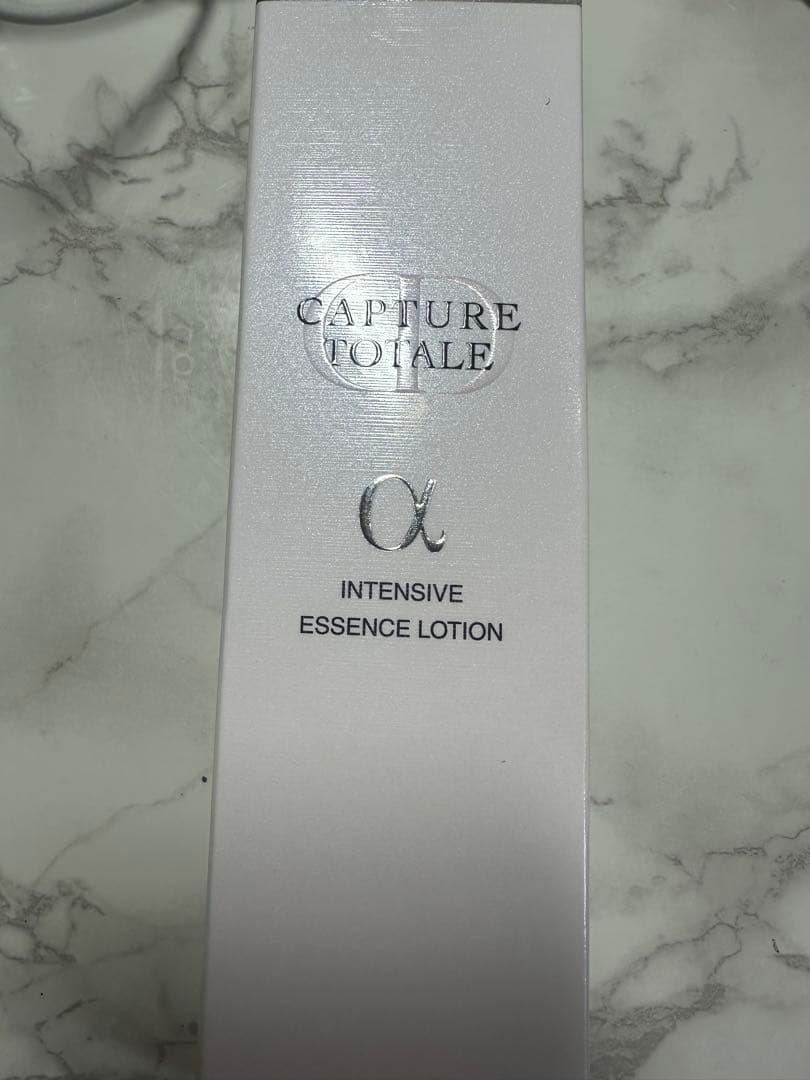 CAPTURE
TOTALE
α
INTENSIVE
ESSENCE LOTION